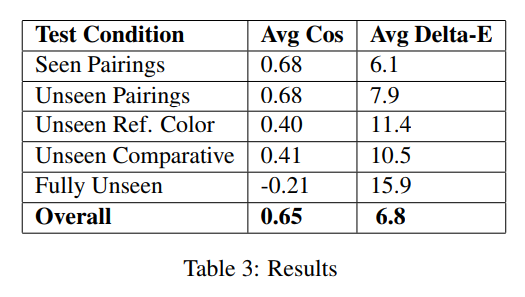 Test Condition Avg Cos Avg Delta-E
Seen Pairings 0.68 6.1
Unseen Pairings 0.68 7.9
Unseen Ref. Color 0.40 11.4
Unseen Comparative 0.41 10.5
Fully Unseen -0.21 15.9
Overall 0.65 6.8
Table 3: Results